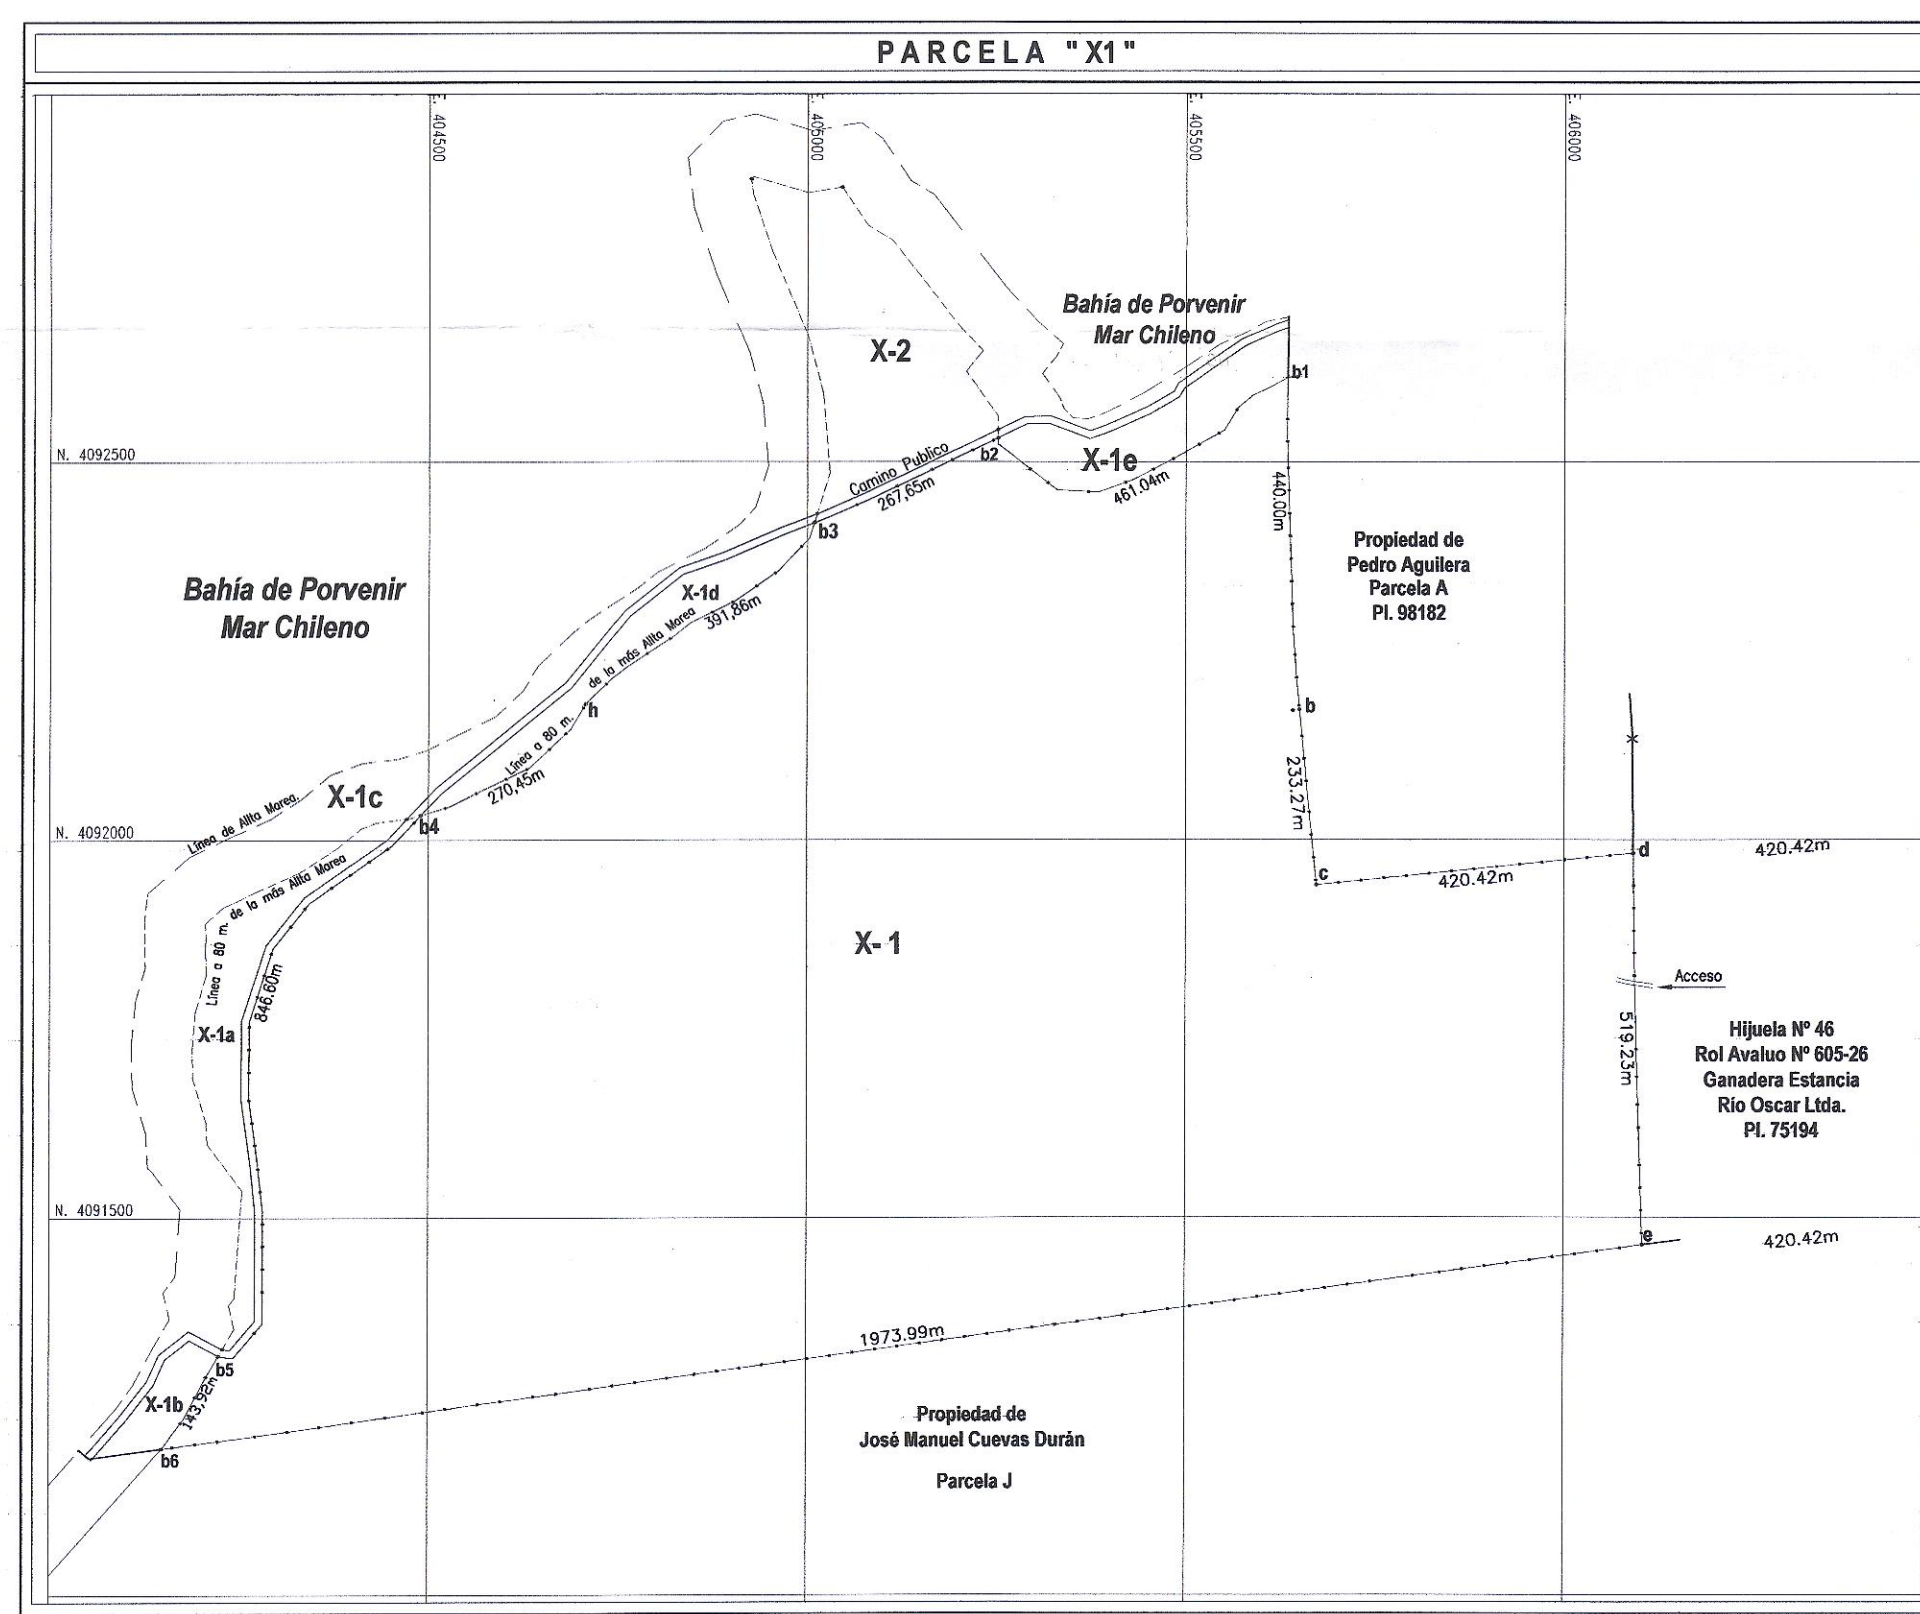 PARCELA "X1"
E. 404500
E. 405000
E. 405500
E. 406000
Bahía de Porvenir
Mar Chileno
X-2
b1
N. 4092500
Camino Publico
267,65m
b2
X-1e
461.04m
440.00m
b3
Propiedad de
Pedro Aguilera
Parcela A
Pl. 98182
Bahía de Porvenir
Mar Chileno
X-1d
391,86m
de la más Allta Marea
h
b
Línea a 80 m.
270,45m
233.27m
X-1c
Línea de Allta Marea.
N. 4092000
b4
c
d
420.42m
420.42m
de la más Allta Marea
Línea a 80 m.
X-1
846.60m
X-1a
Acceso
519.23m
Hijuela Nº 46
Rol Avaluo Nº 605-26
Ganadera Estancia
Río Oscar Ltda.
Pl. 75194
N. 4091500
e
420.42m
1973.99m
b5
X-1b
143,92m
b6
Propiedad de
José Manuel Cuevas Durán
Parcela J